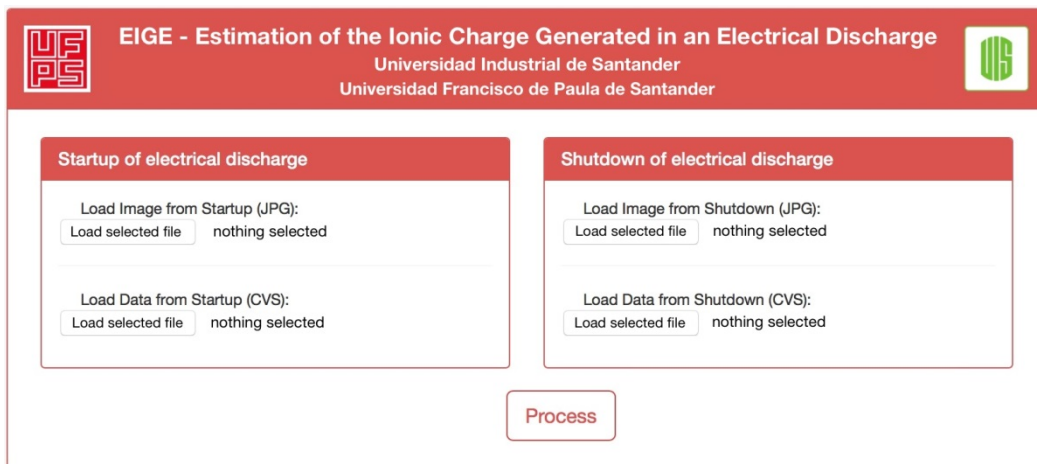 UF
PS
EIGE - Estimation of the Ionic Charge Generated in an Electrical Discharge
Universidad Industrial de Santander
Universidad Francisco de Paula de Santander
UIS
Startup of electrical discharge
Load Image from Startup (JPG):
Load selected file nothing selected
Load Data from Startup (CVS):
Load selected file nothing selected
Shutdown of electrical discharge
Load Image from Shutdown (JPG):
Load selected file nothing selected
Load Data from Shutdown (CVS):
Load selected file nothing selected
Process